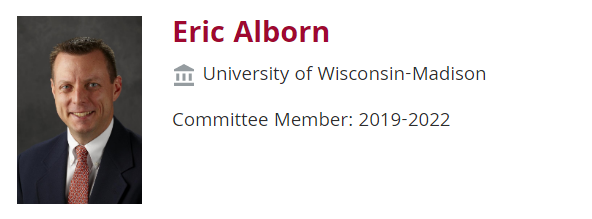 Eric Alborn
University of Wisconsin-Madison
Committee Member: 2019-2022